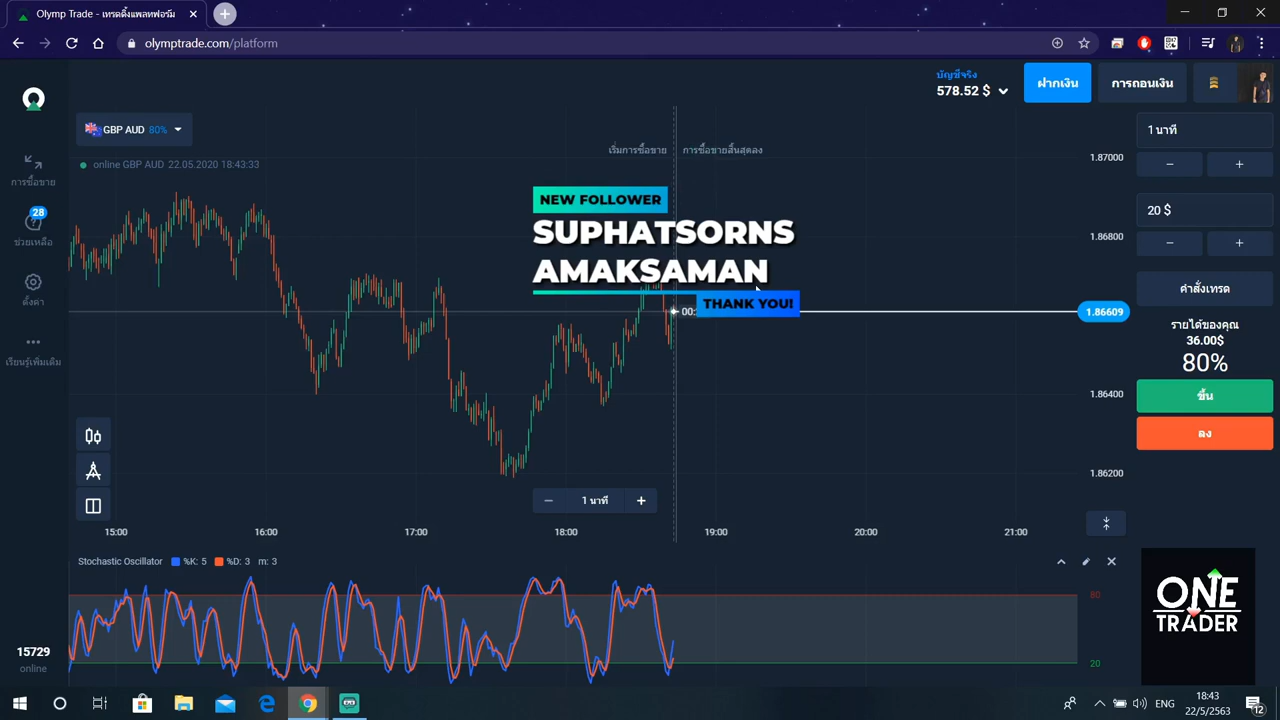 Olymp Trade - เทรดดิ้งแพลทฟอร์ม
olymptrade.com/platform
บัญชีจริง
578.52 $
ฝากเงิน
การถอนเงิน
GBP AUD 80%
online GBP AUD 22.05.2020 18:43:33
เริ่มการซื้อขาย
การซื้อขายสิ้นสุดลง
การซื้อขาย
28
ช่วยเหลือ
ตั้งค่า
เรียนรู้เพิ่มเติม
NEW FOLLOWER
SUPHATSORNS
AMAKSAMAN
THANK YOU!
1.87000
1.86800
1.86609
1.86400
1.86200
1 นาที
20 $
คำสั่งเทรด
รายได้ของคุณ
36.00$
80%
ขึ้น
ลง
1 นาที
15:00 16:00 17:00 18:00 19:00 20:00 21:00
Stochastic Oscillator %K: 5 %D: 3 m: 3
80
20
ONE
TRADER
15729
online
ENG
18:43
22/5/2563
12